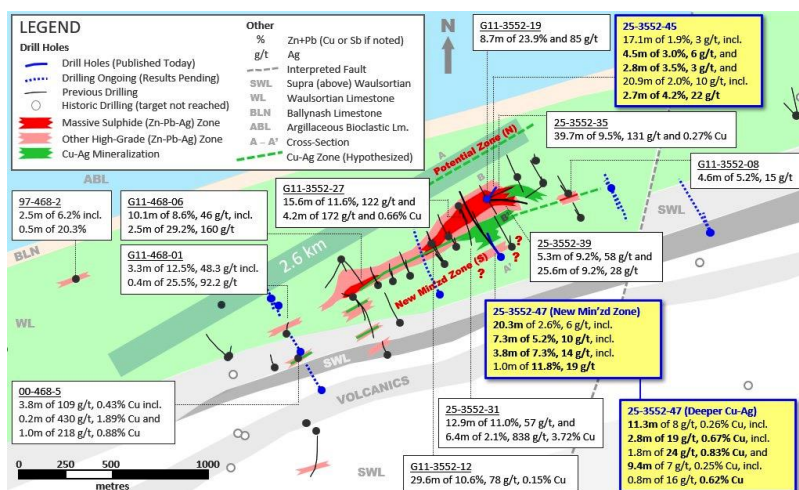 LEGEND
Drill Holes
Drill Holes (Published Today)
Drilling Ongoing (Results Pending)
Previous Drilling
Historic Drilling (target not reached)
Massive Sulphide (Zn-Pb-Ag) Zone
Other High-Grade (Zn-Pb-Ag) Zone
Cu-Ag Mineralization
Other
% Zn+Pb (Cu or Sb if noted)
g/t Ag
Interpreted Fault
SWL Supra (above) Waulsortian
WL Waulsortian Limestone
BLN Ballynash Limestone
ABL Argillaceous Bioclastic Lm.
A – A' Cross-Section
Cu-Ag Zone (Hypothesized)
N
G11-3552-19
8.7m of 23.9% and 85 g/t
25-3552-45
17.1m of 1.9%, 3 g/t, incl.
4.5m of 3.0%, 6 g/t, and
2.8m of 3.5%, 3 g/t, and
20.9m of 2.0%, 10 g/t, incl.
2.7m of 4.2%, 22 g/t
25-3552-35
39.7m of 9.5%, 131 g/t and 0.27% Cu
G11-3552-08
4.6m of 5.2%, 15 g/t
ABL
97-468-2
2.5m of 6.2% incl.
0.5m of 20.3%
G11-468-06
10.1m of 8.6%, 46 g/t, incl.
2.5m of 29.2%, 160 g/t
G11-3552-27
15.6m of 11.6%, 122 g/t and
4.2m of 172 g/t and 0.66% Cu
A
Potential Zone (N)
B
SWL
BLN
G11-468-01
3.3m of 12.5%, 48.3 g/t incl.
0.4m of 25.5%, 92.2 g/t
2.6 km
New Min'zd Zone (S)
?
?
?
A'
25-3552-39
5.3m of 9.2%, 58 g/t and
25.6m of 9.2%, 28 g/t
WL
25-3552-47 (New Min'zd Zone)
20.3m of 2.6%, 6 g/t, incl.
7.3m of 5.2%, 10 g/t, incl.
3.8m of 7.3%, 14 g/t, incl.
1.0m of 11.8%, 19 g/t
SWL
VOLCANICS
00-468-5
3.8m of 109 g/t, 0.43% Cu incl.
0.2m of 430 g/t, 1.89% Cu and
1.0m of 218 g/t, 0.88% Cu
25-3552-31
12.9m of 11.0%, 57 g/t, and
6.4m of 2.1%, 838 g/t, 3.72% Cu
25-3552-47 (Deeper Cu-Ag)
11.3m of 8 g/t, 0.26% Cu, incl.
2.8m of 19 g/t, 0.67% Cu, incl.
1.8m of 24 g/t, 0.83% Cu, and
9.4m of 7 g/t, 0.25% Cu, incl.
0.8m of 16 g/t, 0.62% Cu
G11-3552-12
29.6m of 10.6%, 78 g/t, 0.15% Cu
SWL
0 250 500 1000
metres